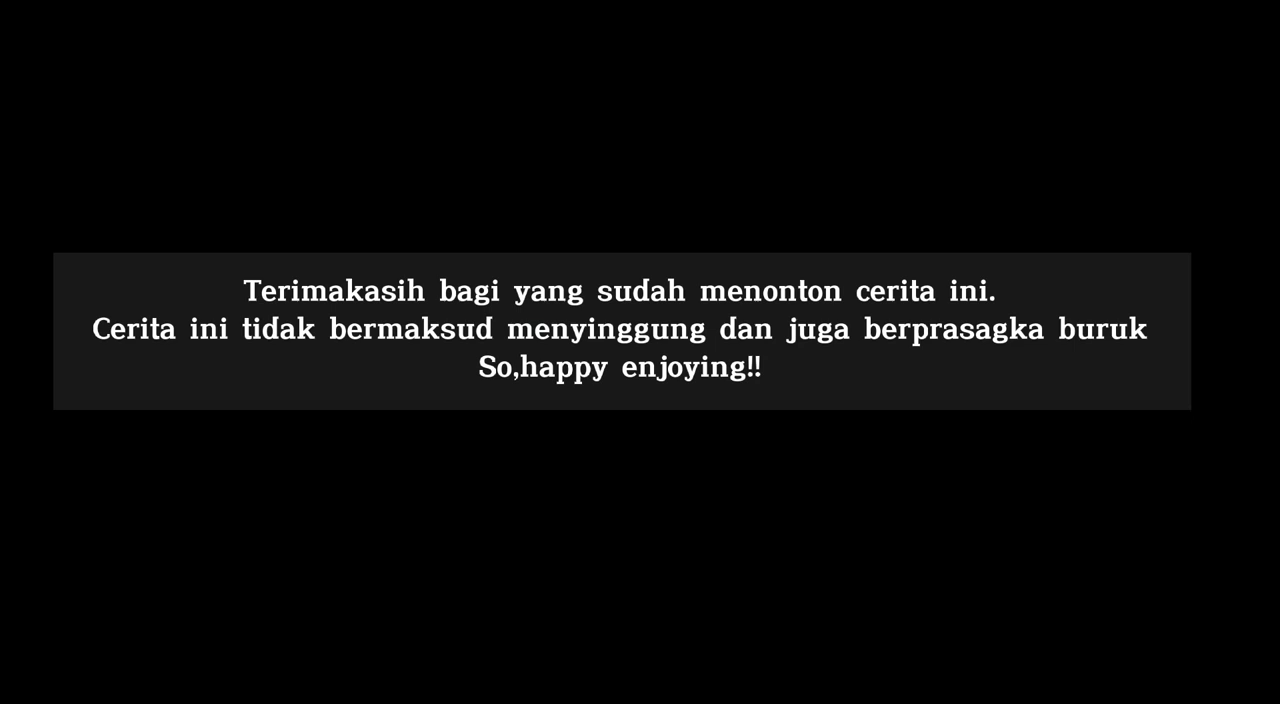 Terimakasih bagi yang sudah menonton cerita ini.
Cerita ini tidak bermaksud menyinggung dan juga berprasagka buruk
So,happy enjoying!!